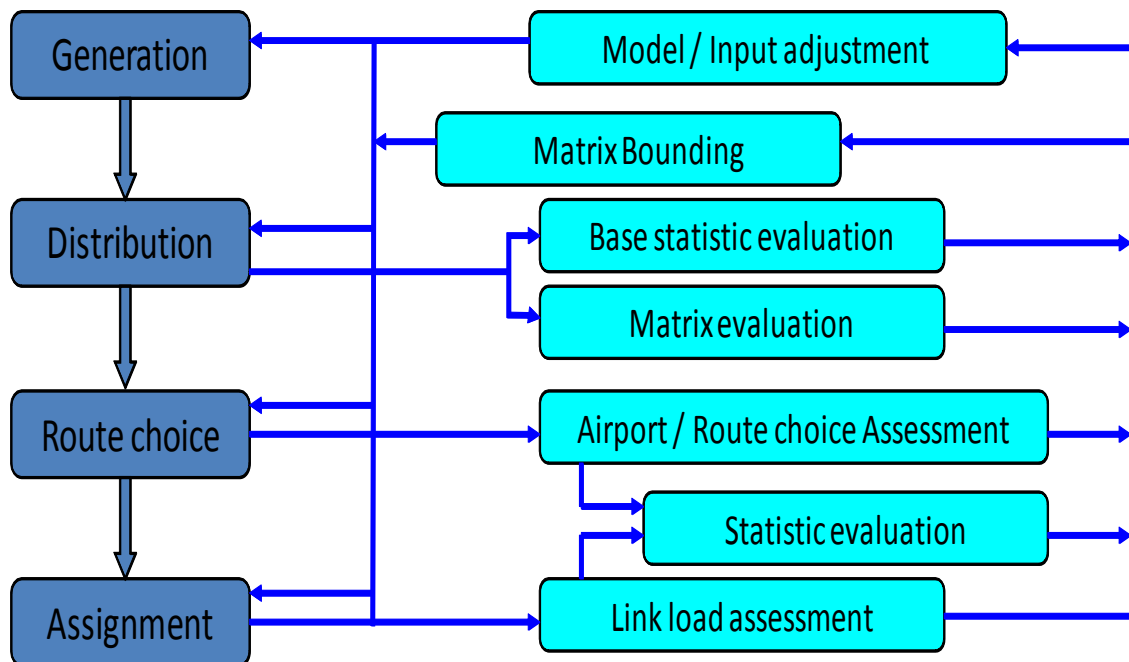 Generation
Model / Input adjustment
Matrix Bounding
Distribution
Base statistic evaluation
Matrix evaluation
Route choice
Airport / Route choice Assessment
Statistic evaluation
Assignment
Link load assessment